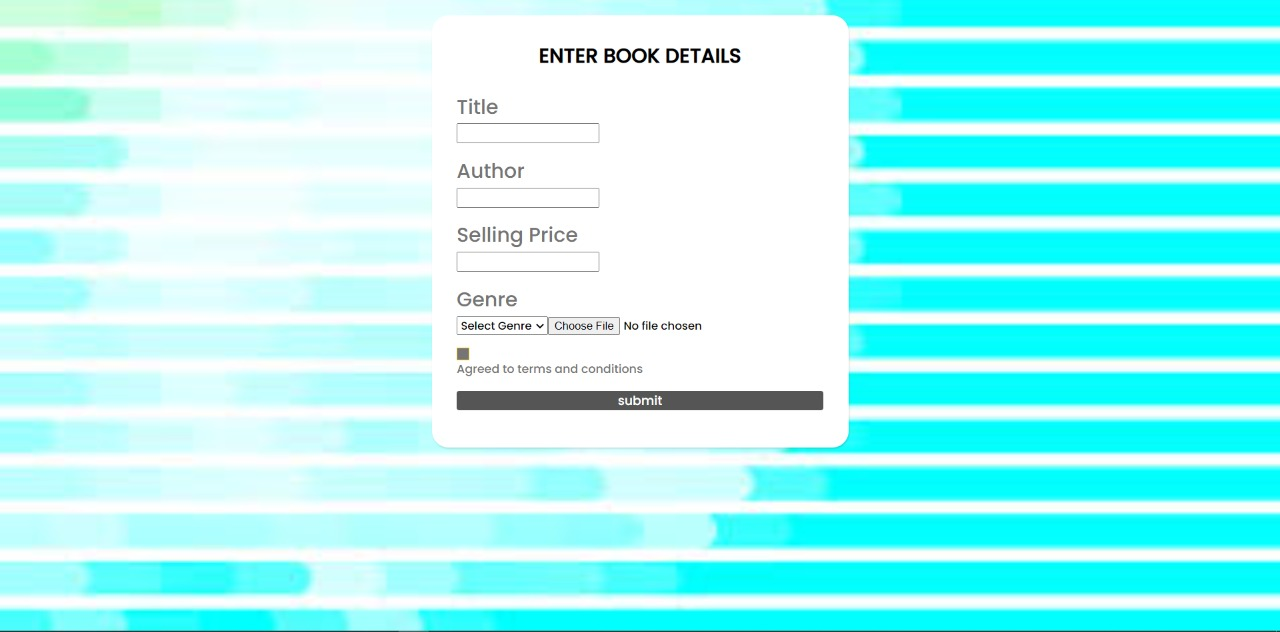 ENTER BOOK DETAILS
Title
Author
Selling Price
Genre
Select Genre Choose File No file chosen
Agreed to terms and conditions
submit